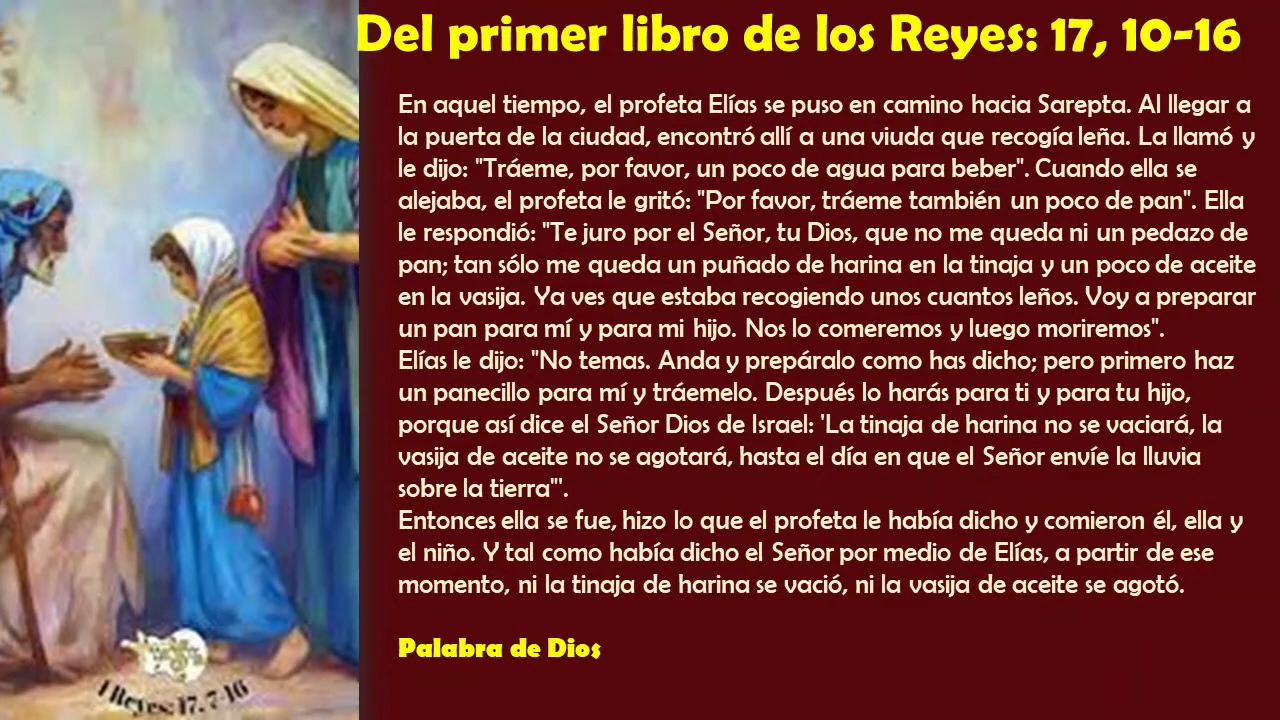 Del primer libro de los Reyes: 17, 10-16
En aquel tiempo, el profeta Elías se puso en camino hacia Sarepta. Al llegar a
la puerta de la ciudad, encontró allí a una viuda que recogía leña. La llamó y
le dijo: "Tráeme, por favor, un poco de agua para beber". Cuando ella se
alejaba, el profeta le gritó: "Por favor, tráeme también un poco de pan". Ella
le respondió: "Te juro por el Señor, tu Dios, que no me queda ni un pedazo de
pan; tan sólo me queda un puñado de harina en la tinaja y un poco de aceite
en la vasija. Ya ves que estaba recogiendo unos cuantos leños. Voy a preparar
un pan para mí y para mi hijo. Nos lo comeremos y luego moriremos".
Elías le dijo: "No temas. Anda y prepáralo como has dicho; pero primero haz
un panecillo para mí y tráemelo. Después lo harás para ti y para tu hijo,
porque así dice el Señor Dios de Israel: 'La tinaja de harina no se vaciará, la
vasija de aceite no se agotará, hasta el día en que el Señor envíe la lluvia
sobre la tierra'".
Entonces ella se fue, hizo lo que el profeta le había dicho y comieron él, ella y
el niño. Y tal como había dicho el Señor por medio de Elías, a partir de ese
momento, ni la tinaja de harina se vació, ni la vasija de aceite se agotó.
Palabra de Dios
1 Reyes: 17, 7-16